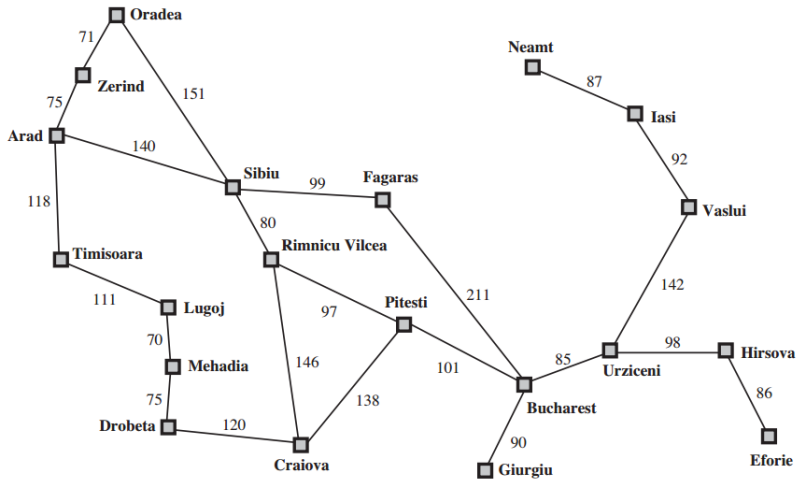 Oradea
71
Neamt
Zerind
87
151
75
Iasi
Arad
140
92
Sibiu
Fagaras
99
118
Vaslui
80
Timisoara
Rimnicu Vilcea
142
111
Lugoj
97
Pitesti
211
70
98
Hirsova
146
101
85
Mehadia
Urziceni
86
75
138
Bucharest
Drobeta
120
90
Craiova
Giurgiu
Eforie